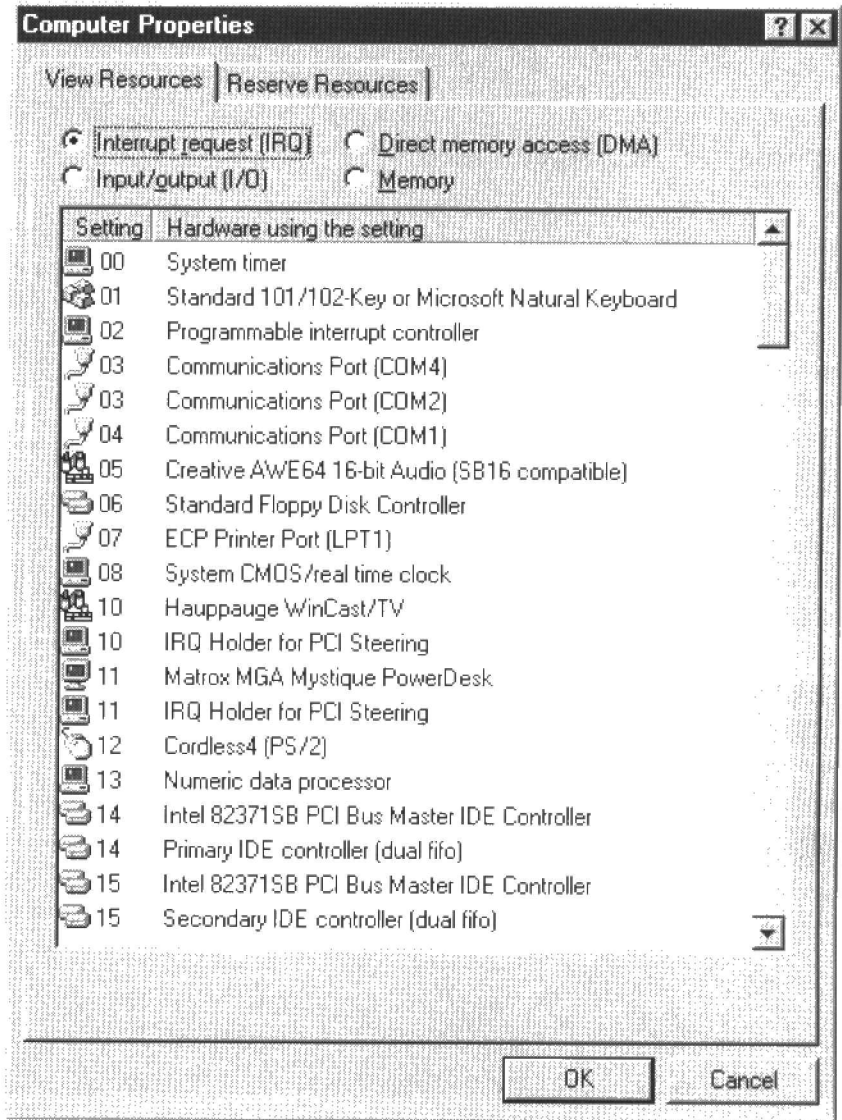 Computer Properties
View Resources Reserve Resources
Interrupt request (IRQ) Direct memory access (DMA)
Input/output (I/O) Memory
Setting Hardware using the setting
00 System timer
01 Standard 101/102-Key or Microsoft Natural Keyboard
02 Programmable interrupt controller
03 Communications Port (COM4)
03 Communications Port (COM2)
04 Communications Port (COM1)
05 Creative AWE64 16-bit Audio (SB16 compatible)
06 Standard Floppy Disk Controller
07 ECP Printer Port (LPT1)
08 System CMOS/real time clock
10 Hauppauge WinCast/TV
10 IRQ Holder for PCI Steering
11 Matrox MGA Mystique PowerDesk
11 IRQ Holder for PCI Steering
12 Cordless4 (PS/2)
13 Numeric data processor
14 Intel 82371SB PCI Bus Master IDE Controller
14 Primary IDE controller (dual fifo)
15 Intel 82371SB PCI Bus Master IDE Controller
15 Secondary IDE controller (dual fifo)
OK Cancel